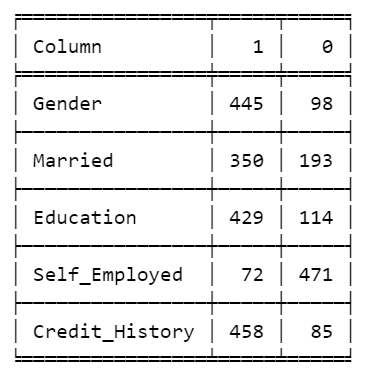 Column 1 0
Gender 445 98
Married 350 193
Education 429 114
Self_Employed 72 471
Credit_History 458 85